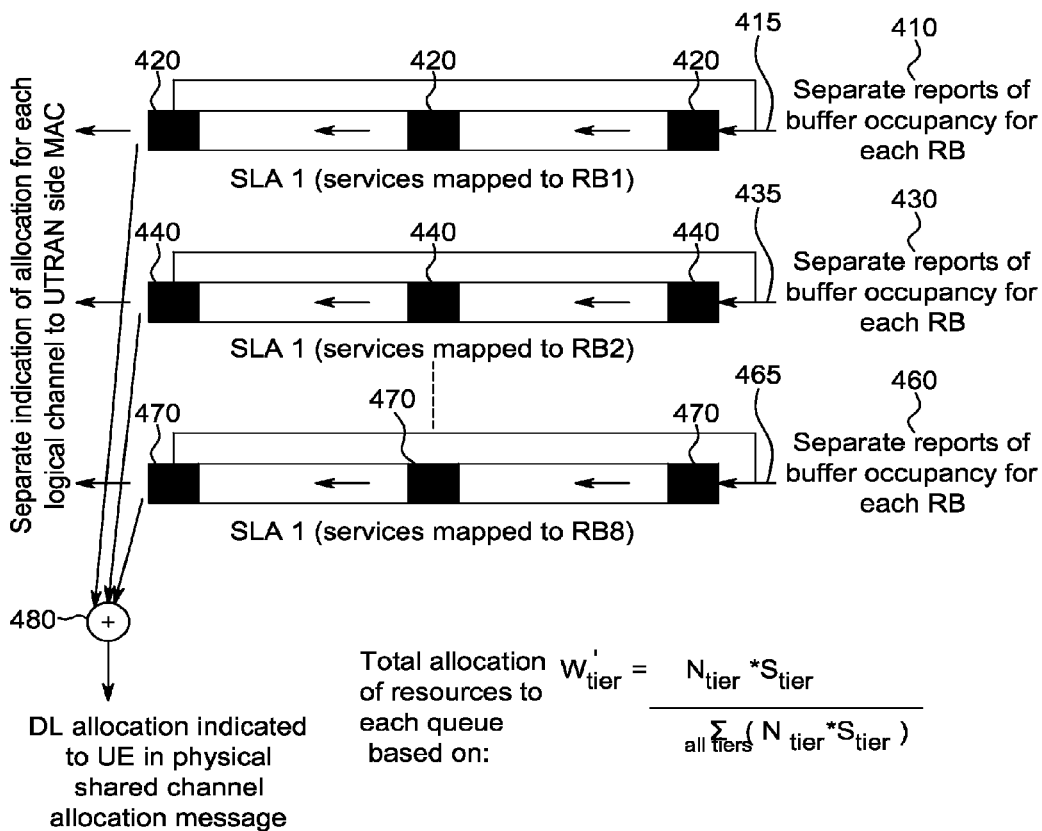 415
410
420
420
420
Separate reports of
buffer occupancy for
each RB
SLA 1 (services mapped to RB1)
435
430
440
440
440
Separate reports of
buffer occupancy for
each RB
SLA 1 (services mapped to RB2)
465
460
470
470
470
Separate reports of
buffer occupancy for
each RB
SLA 1 (services mapped to RB8)
Separate indication of allocation for each
logical channel to UTRAN side MAC
480
+
DL allocation indicated
to UE in physical
shared channel
allocation message
Total allocation
of resources to
each queue
based on:
W'tier = Ntier *Stier
Σ all tiers ( N tier*Stier )